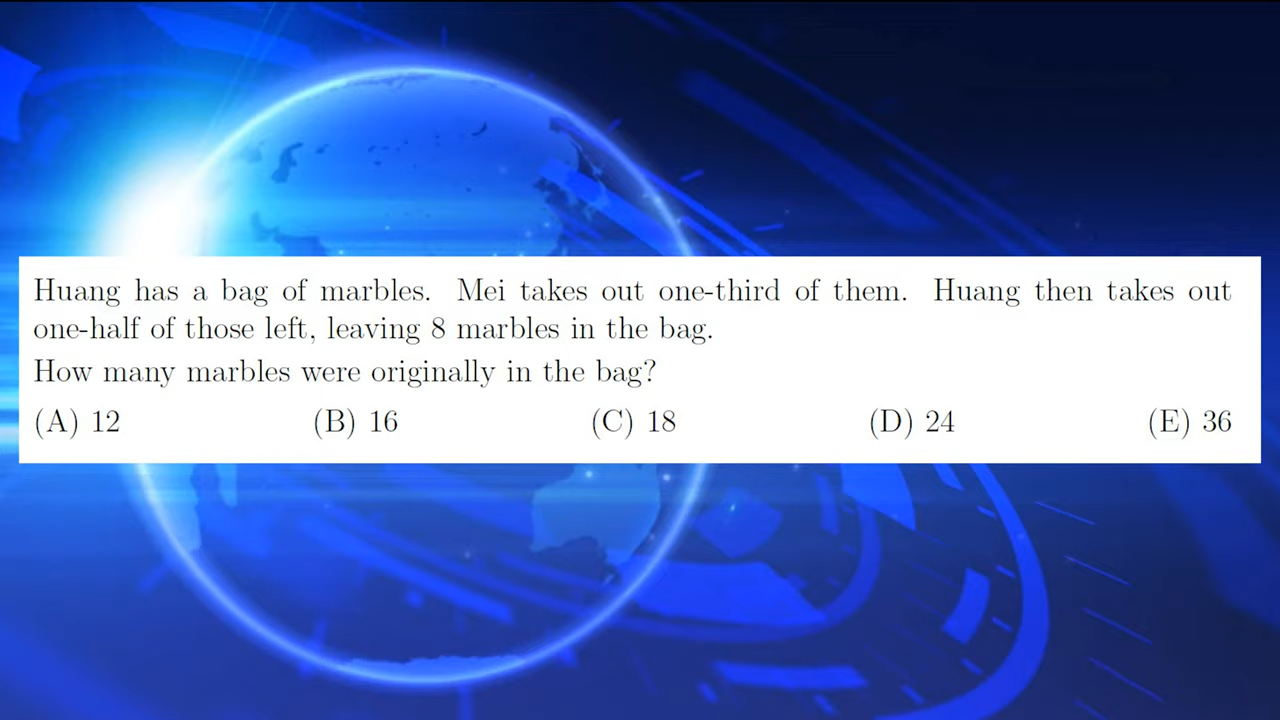 Huang has a bag of marbles. Mei takes out one-third of them. Huang then takes out
one-half of those left, leaving 8 marbles in the bag.
How many marbles were originally in the bag?
(A) 12 (B) 16 (C) 18 (D) 24 (E) 36